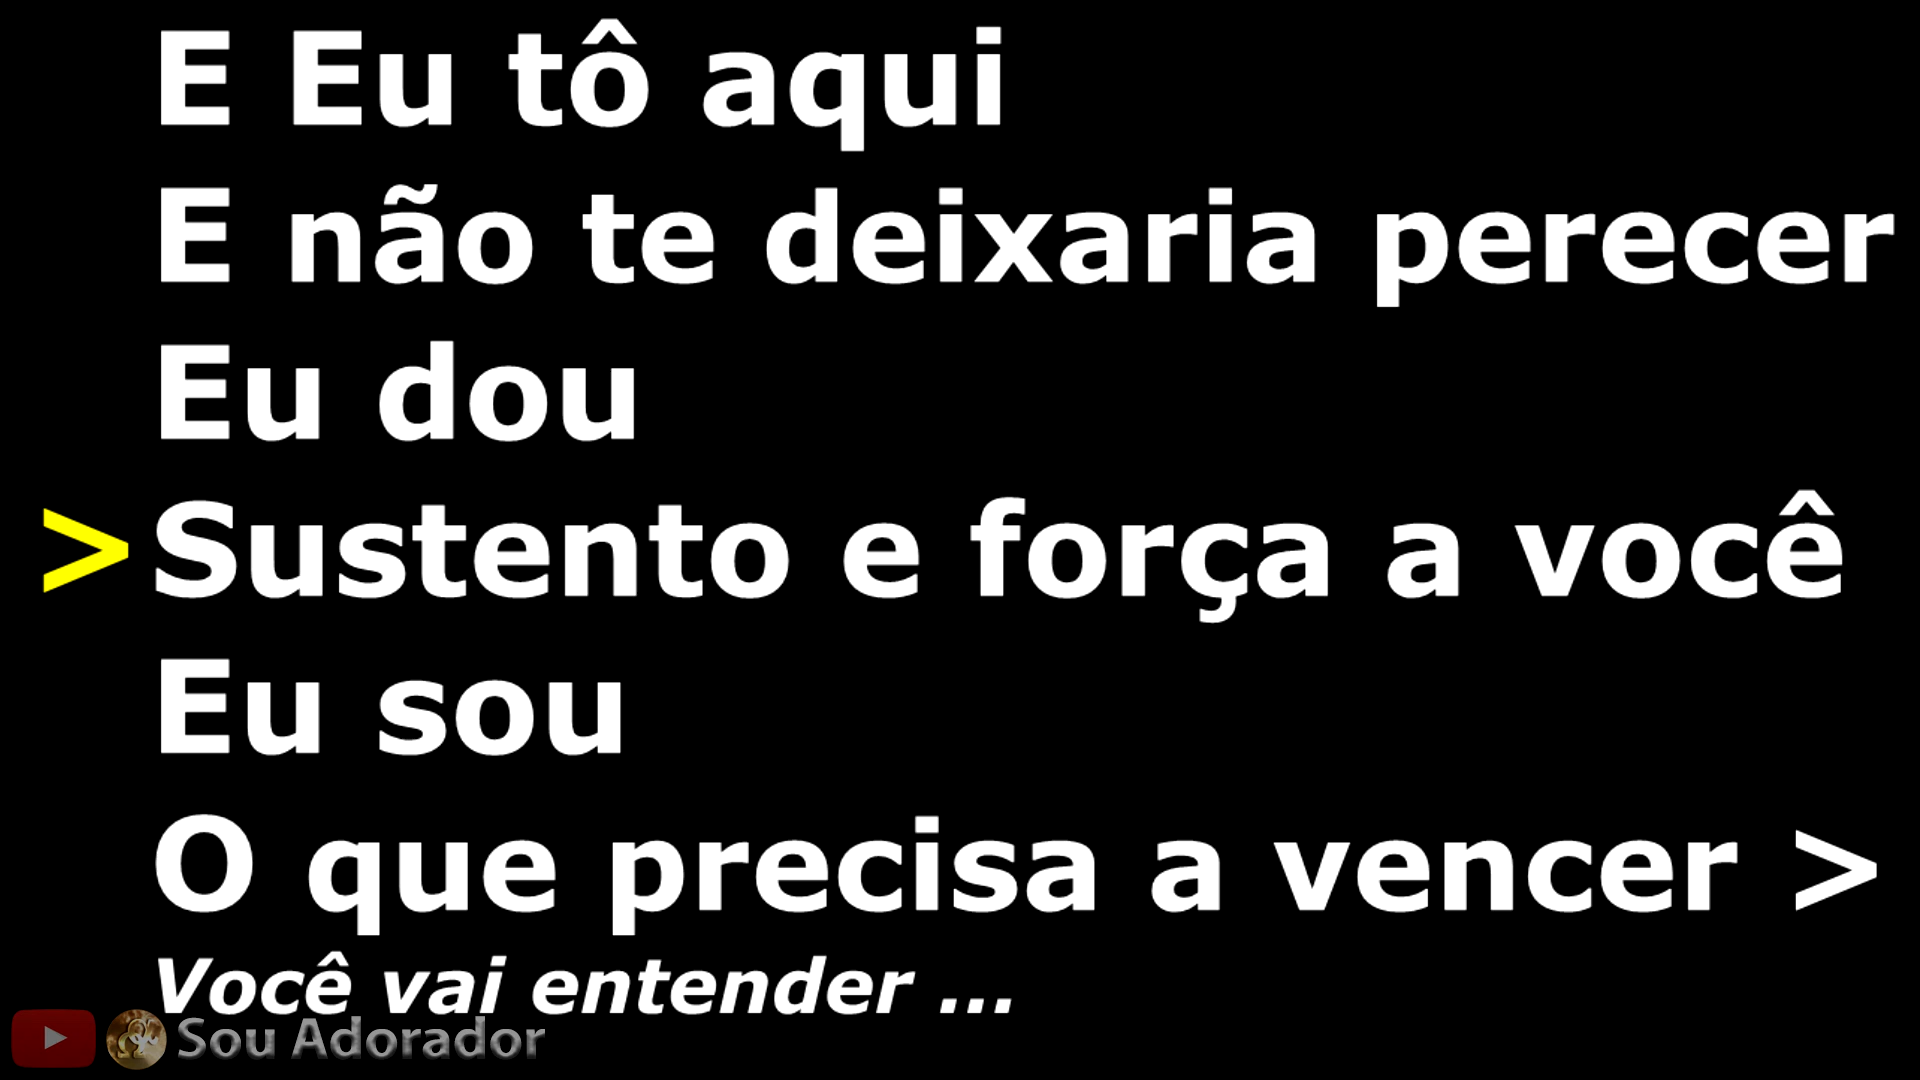 E Eu tô aqui
E não te deixaria perecer
Eu dou
> Sustento e força a você
Eu sou
O que precisa a vencer >
Você vai entender ...
Sou Adorador